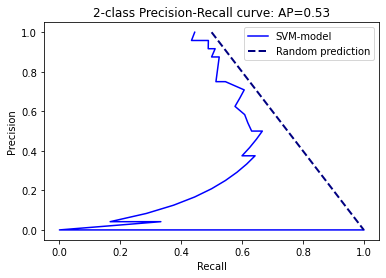 2-class Precision-Recall curve: AP=0.53
SVM-model
Random prediction
Precision
1.0
0.8
0.6
0.4
0.2
0.0
0.0 0.2 0.4 0.6 0.8 1.0
Recall